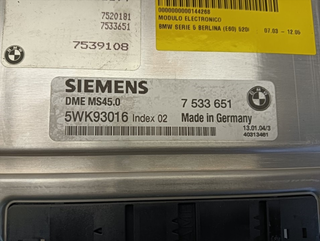 7520181
7533651
7539108
0000000000144266
MODULO ELECTRONICO
BMW SERIE 5 BERLINA (E60) 520I
07.03 - 12.05
SIEMENS
DME MS45.0
7 533 651
5WK93016 Index 02
Made in Germany
13.01.04/3
40313461